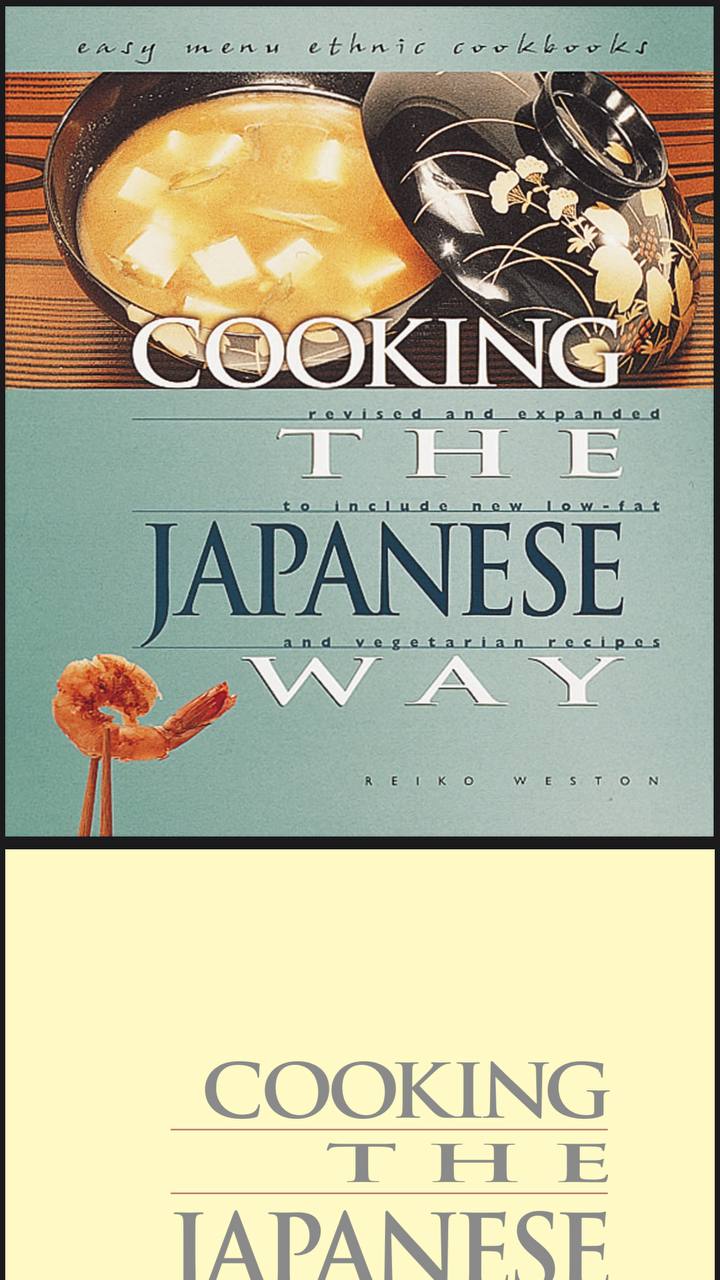 easy menu ethnic cookbooks
COOKING
revised and expanded
THE
to include new low-fat
JAPANESE
and vegetarian recipes
WAY
REIKO WESTON
COOKING
THE
JAPANESE